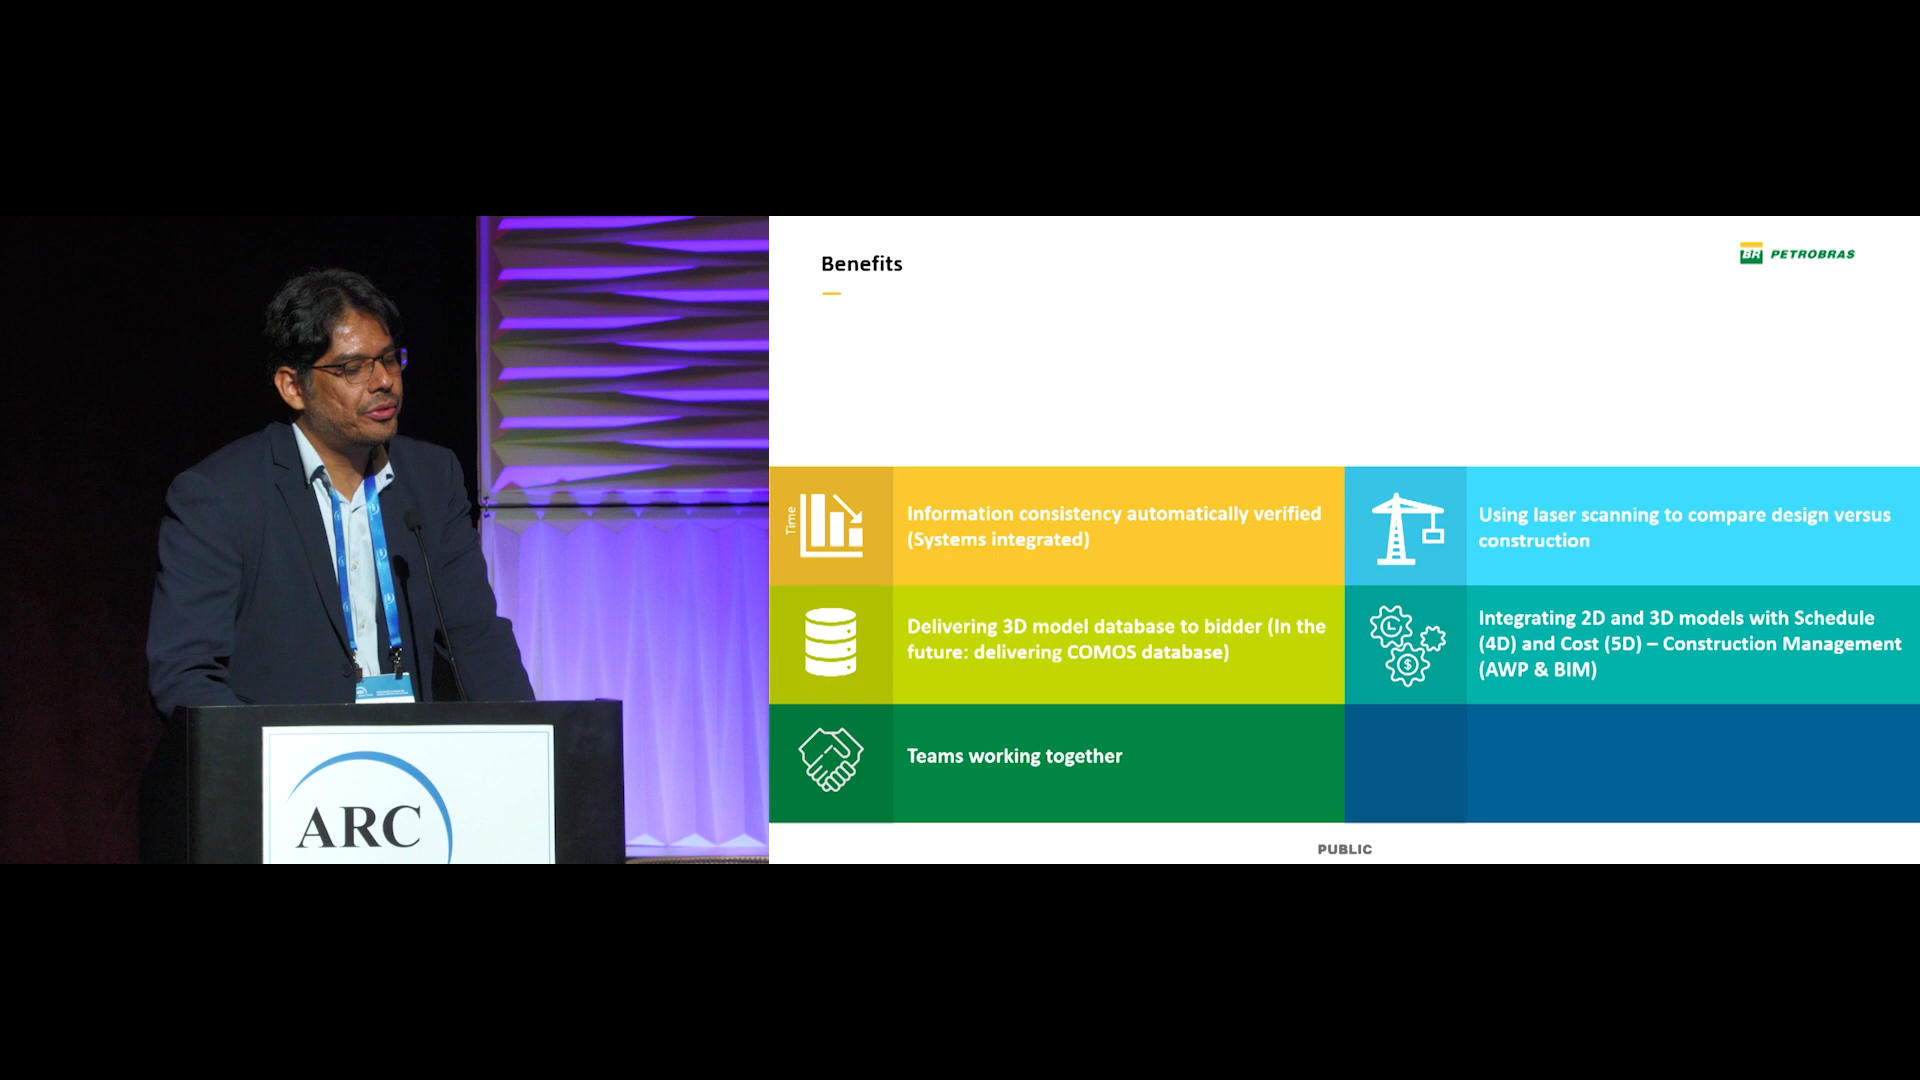 Benefits
BR PETROBRAS
Time
Information consistency automatically verified
(Systems integrated)
Using laser scanning to compare design versus
construction
Delivering 3D model database to bidder (In the
future: delivering COMOS database)
Integrating 2D and 3D models with Schedule
(4D) and Cost (5D) – Construction Management
(AWP & BIM)
Teams working together
PUBLIC
ARC